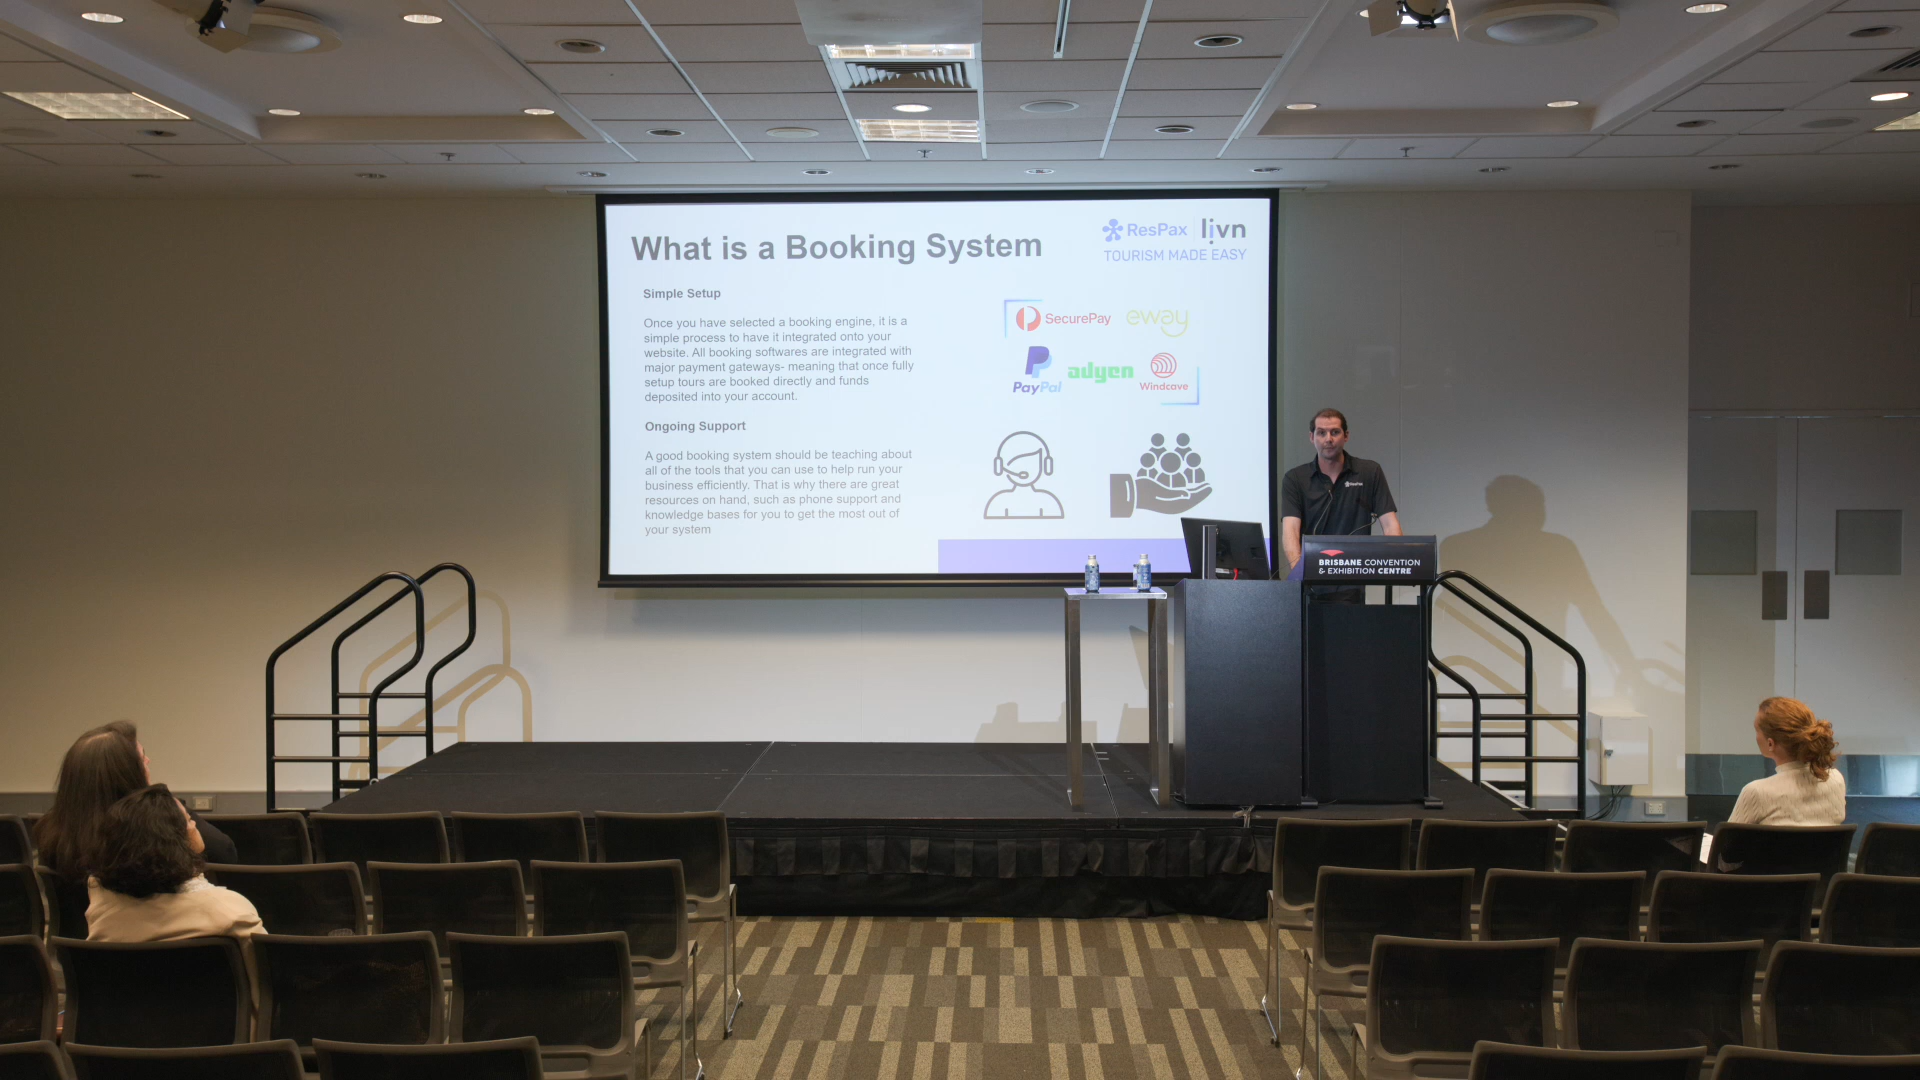 What is a Booking System
ResPax livn
TOURISM MADE EASY
Simple Setup
Once you have selected a booking engine, it is a
simple process to have it integrated onto your
website. All booking softwares are integrated with
major payment gateways- meaning that once fully
setup tours are booked directly and funds
deposited into your account.
SecurePay eway
PayPal adyen Windcave
Ongoing Support
A good booking system should be teaching about
all of the tools that you can use to help run your
business efficiently. That is why there are great
resources on hand, such as phone support and
knowledge bases for you to get the most out of
your system
ResPax
BRISBANE CONVENTION
& EXHIBITION CENTRE